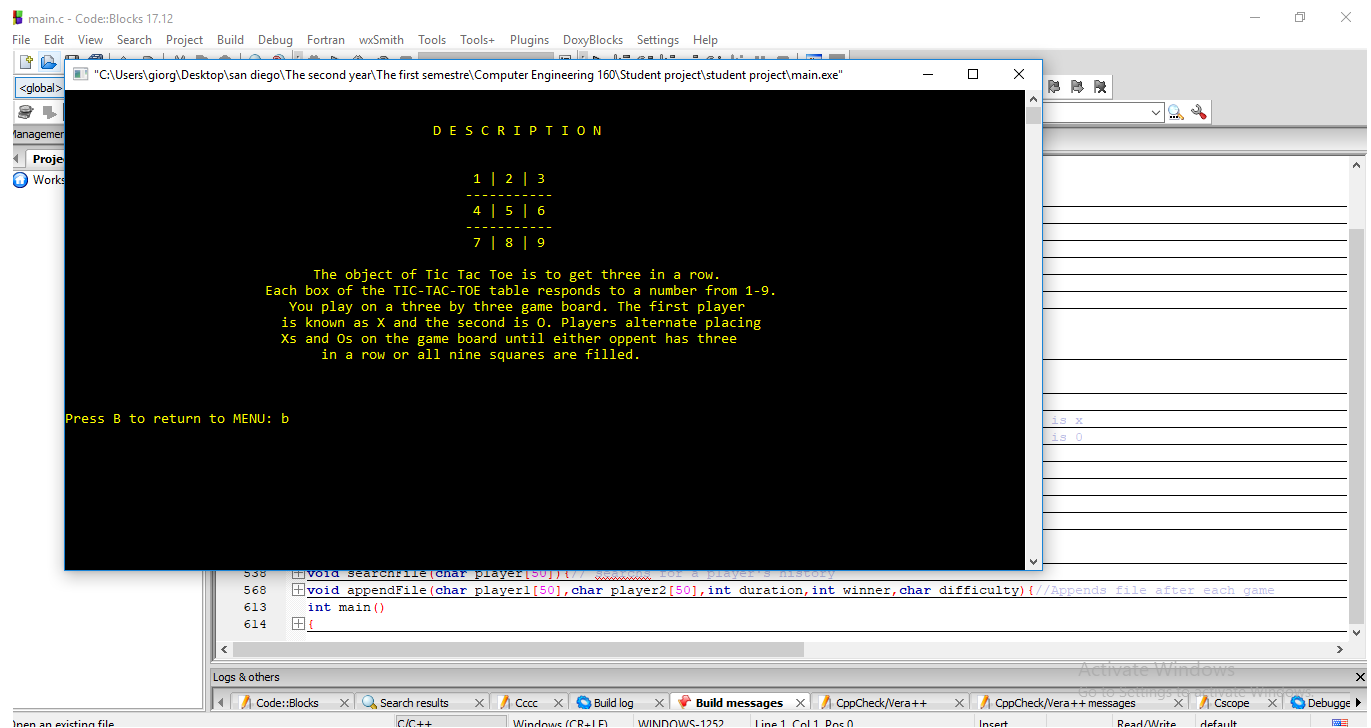 main.c - Code::Blocks 17.12
File Edit View Search Project Build Debug Fortran wxSmith Tools Tools+ Plugins DoxyBlocks Settings Help
"C:\Users\giorg\Desktop\san diego\The second year\The first semestre\Computer Engineering 160\Student project\student project\main.exe"
<global>
D E S C R I P T I O N
1 | 2 | 3
-----------
4 | 5 | 6
-----------
7 | 8 | 9
The object of Tic Tac Toe is to get three in a row.
Each box of the TIC-TAC-TOE table responds to a number from 1-9.
You play on a three by three game board. The first player
is known as X and the second is O. Players alternate placing
Xs and Os on the game board until either oppent has three
in a row or all nine squares are filled.
Press B to return to MENU: b
is x
is 0
538 void searchFile(char player[50]){// searchs for a player's history
568 void appendFile(char player1[50],char player2[50],int duration,int winner,char difficulty){//Appends file after each game
613 int main()
614 {
Activate Windows
Go to Settings to activate Windows.
Logs & others
Code::Blocks Search results Cccc Build log Build messages CppCheck/Vera++ CppCheck/Vera++ messages Cscope
C/C++ Windows (CR+LF) WINDOWS-1252 Line 1, Col 1, Pos 0 Insert Read/Write default